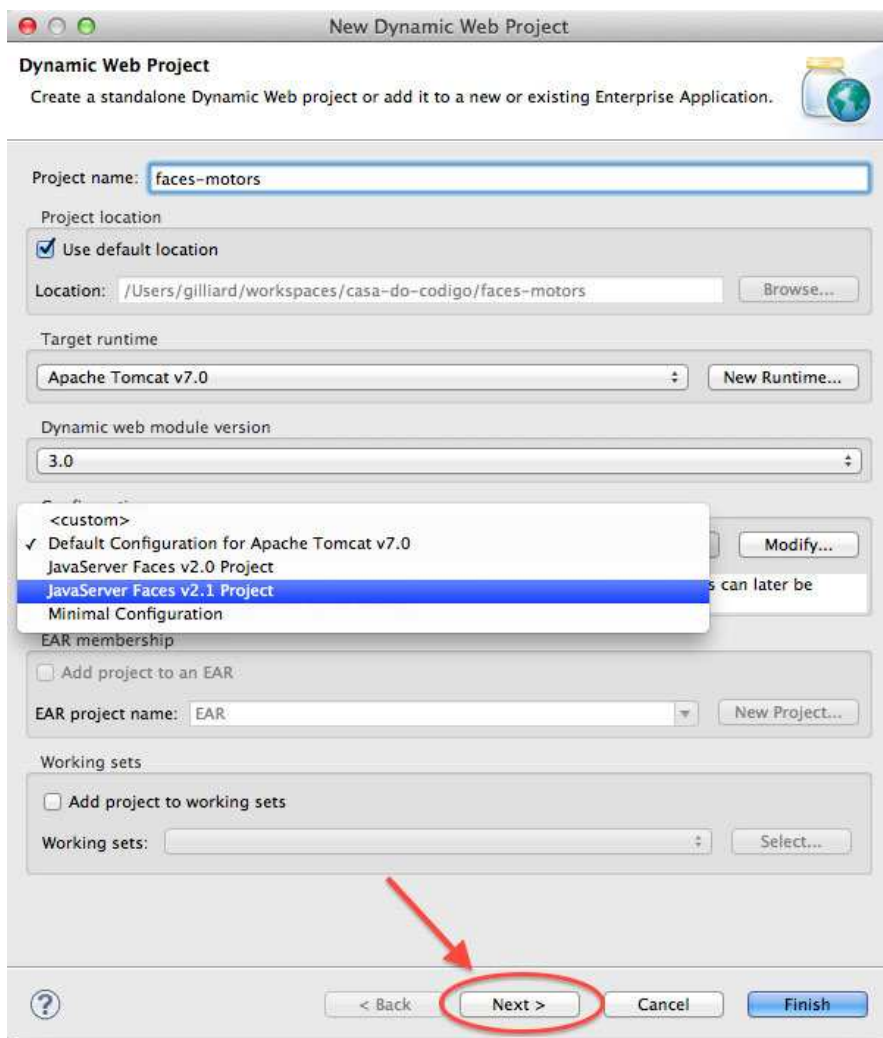 New Dynamic Web Project
Dynamic Web Project
Create a standalone Dynamic Web project or add it to a new or existing Enterprise Application.
Project name: faces-motors
Project location
Use default location
Location: /Users/gilliard/workspaces/casa-do-codigo/faces-motors Browse...
Target runtime
Apache Tomcat v7.0 New Runtime...
Dynamic web module version
3.0
<custom>
✓ Default Configuration for Apache Tomcat v7.0 Modify...
JavaServer Faces v2.0 Project
JavaServer Faces v2.1 Project s can later be
Minimal Configuration
EAR membership
Add project to an EAR
EAR project name: EAR New Project...
Working sets
Add project to working sets
Working sets: Select...
? < Back Next > Cancel Finish